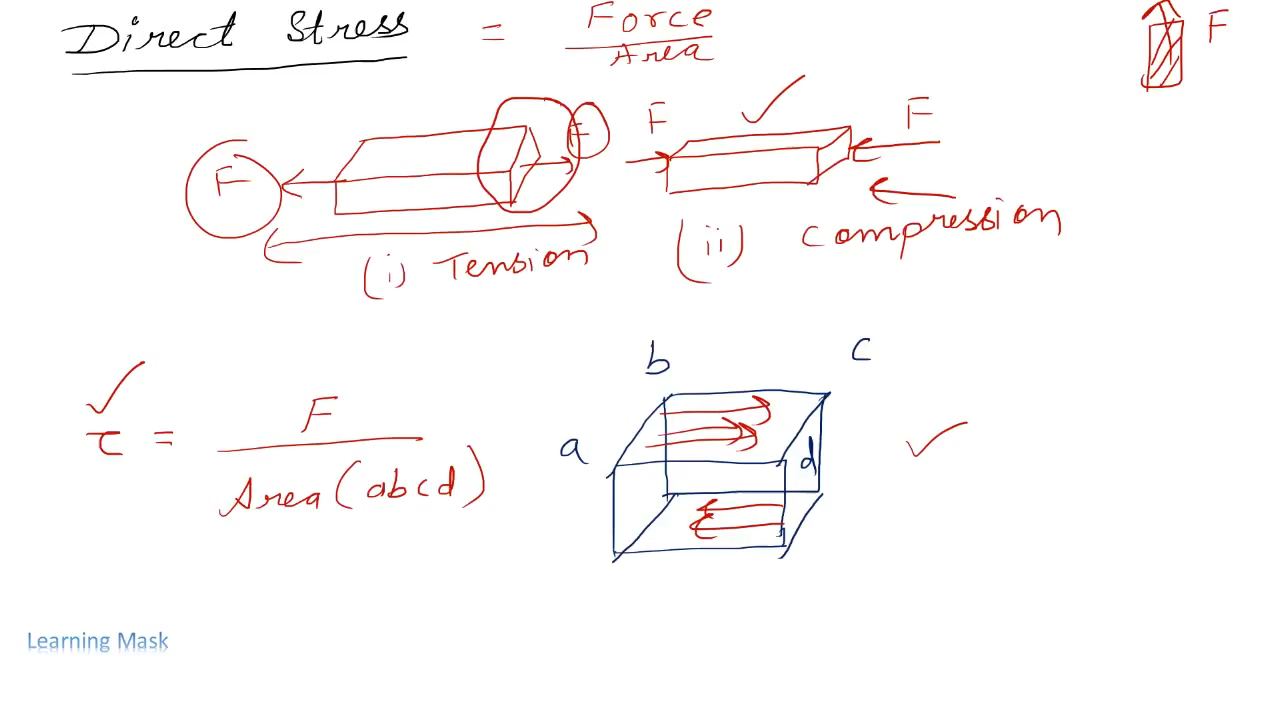 Direct Stress = Force / Area
F
F
F
F
F
(i) Tension
(ii) Compression
b
c
a
d
τ = F / Area (abcd)
Learning Mask